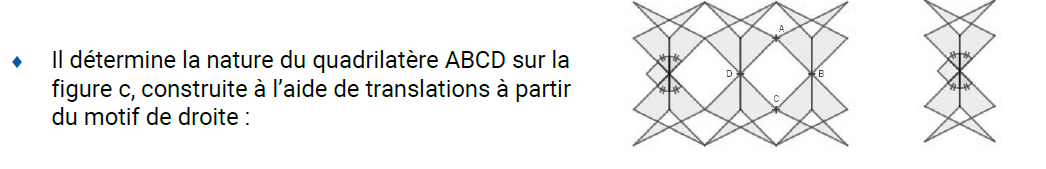 Il détermine la nature du quadrilatère ABCD sur la
figure c, construite à l’aide de translations à partir
du motif de droite :
A
D
B
C